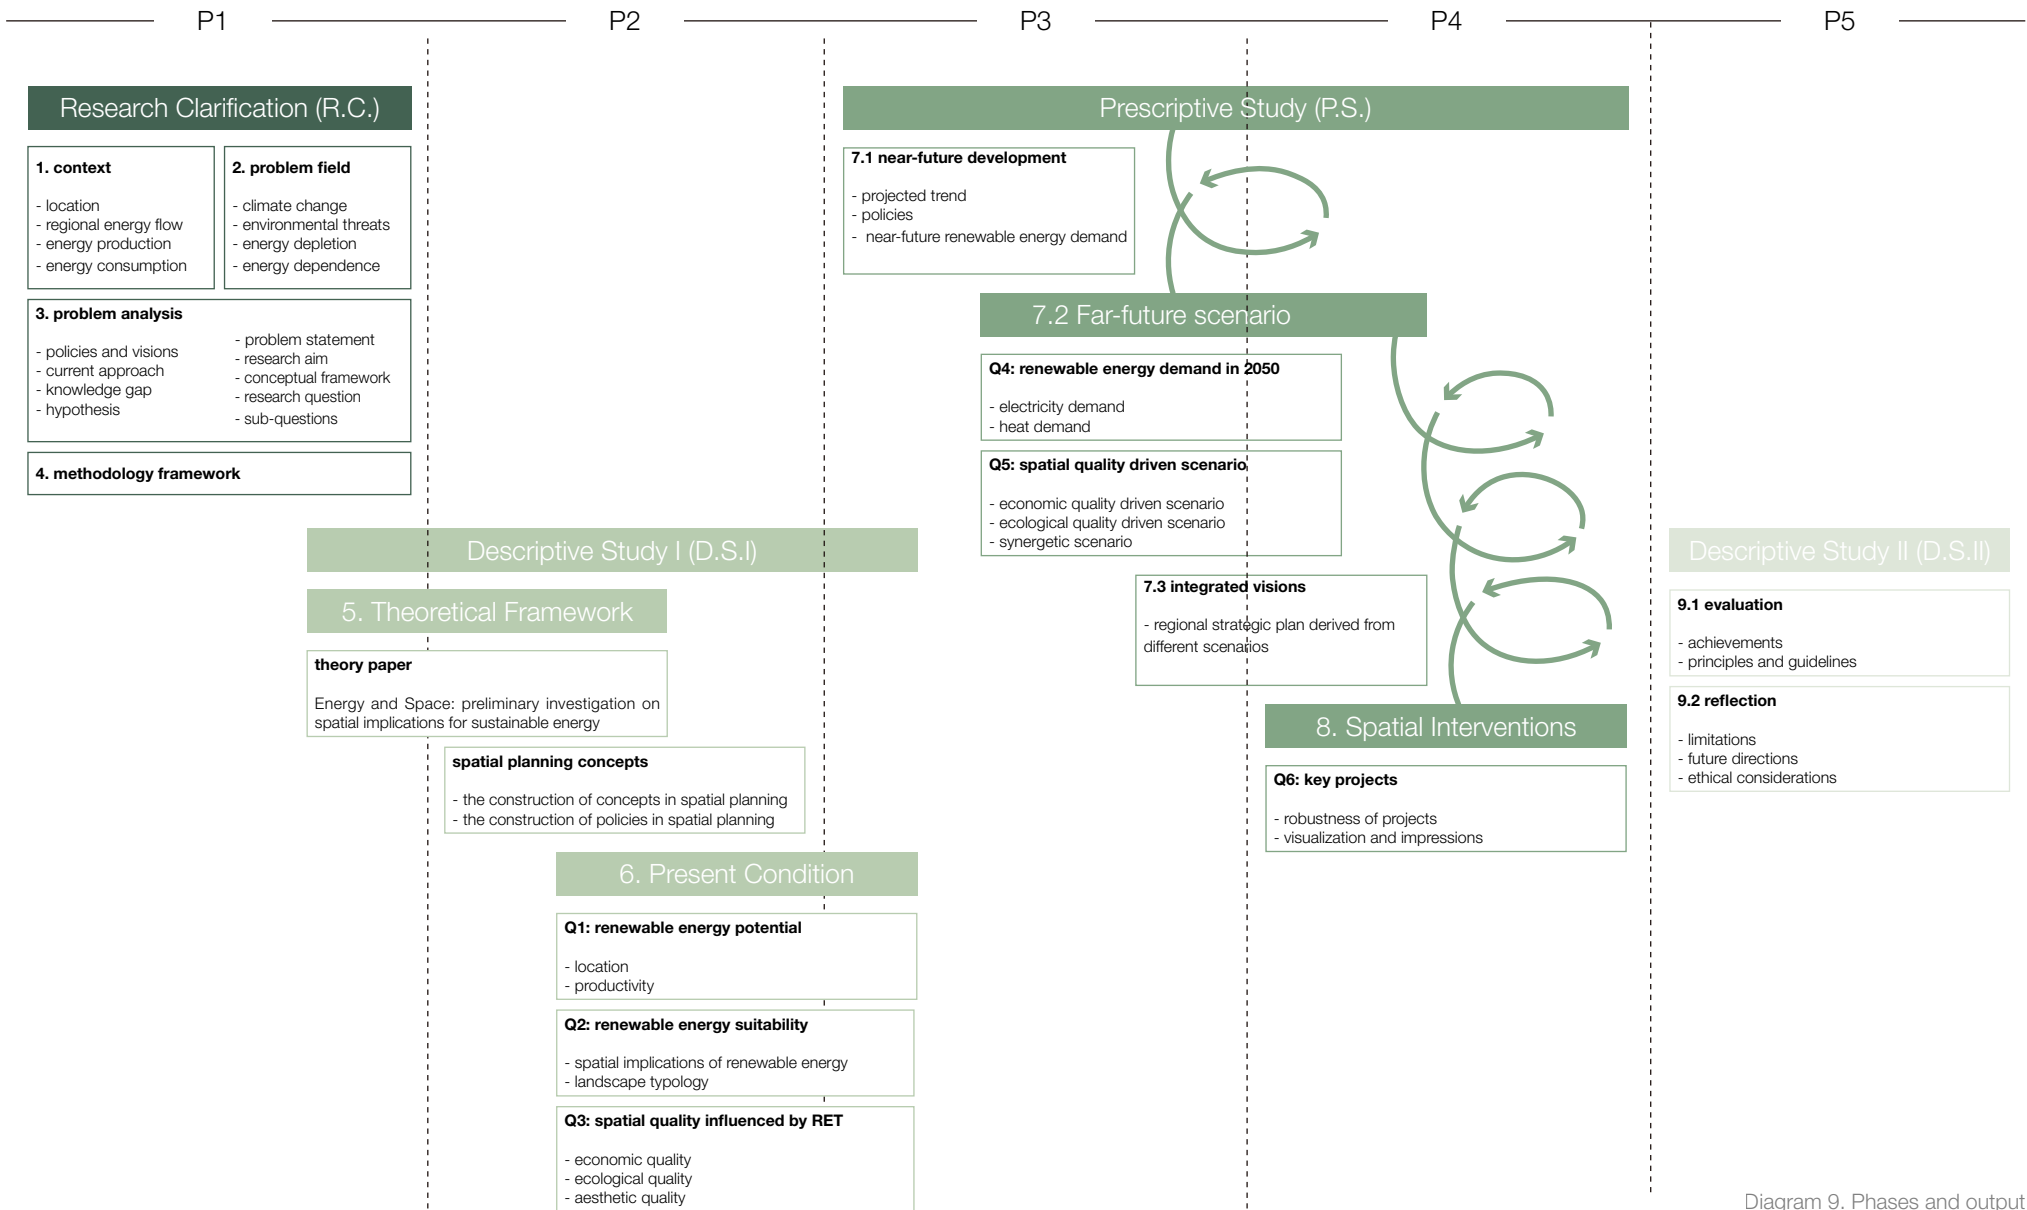 P1
P2
P3
P4
P5
Research Clarification (R.C.)
1. context
- location
- regional energy flow
- energy production
- energy consumption
2. problem field
- climate change
- environmental threats
- energy depletion
- energy dependence
3. problem analysis
- policies and visions
- current approach
- knowledge gap
- hypothesis
- problem statement
- research aim
- conceptual framework
- research question
- sub-questions
4. methodology framework
Descriptive Study I (D.S.I)
5. Theoretical Framework
theory paper
Energy and Space: preliminary investigation on
spatial implications for sustainable energy
spatial planning concepts
- the construction of concepts in spatial planning
- the construction of policies in spatial planning
6. Present Condition
Q1: renewable energy potential
- location
- productivity
Q2: renewable energy suitability
- spatial implications of renewable energy
- landscape typology
Q3: spatial quality influenced by RET
- economic quality
- ecological quality
- aesthetic quality
Prescriptive Study (P.S.)
7.1 near-future development
- projected trend
- policies
- near-future renewable energy demand
7.2 Far-future scenario
Q4: renewable energy demand in 2050
- electricity demand
- heat demand
Q5: spatial quality driven scenario
- economic quality driven scenario
- ecological quality driven scenario
- synergetic scenario
7.3 integrated visions
- regional strategic plan derived from
different scenarios
8. Spatial Interventions
Q6: key projects
- robustness of projects
- visualization and impressions
Descriptive Study II (D.S.II)
9.1 evaluation
- achievements
- principles and guidelines
9.2 reflection
- limitations
- future directions
- ethical considerations
Diagram 9. Phases and output